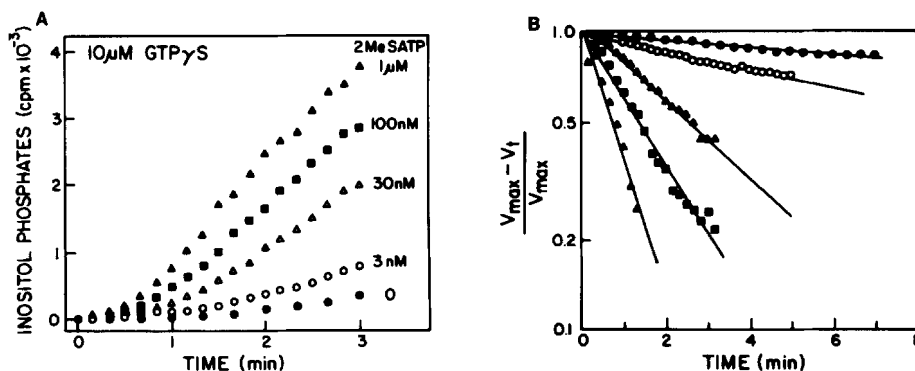 A
10μM GTPγS
2MeSATP
1μM
100nM
30nM
3nM
0
INOSITOL PHOSPHATES (cpm x 10⁻³)
4
3
2
1
0
0 1 2 3
TIME (min)
B
Vmax - Vt
Vmax
1.0
0.5
0.2
0.1
0 2 4 6 8
TIME (min)